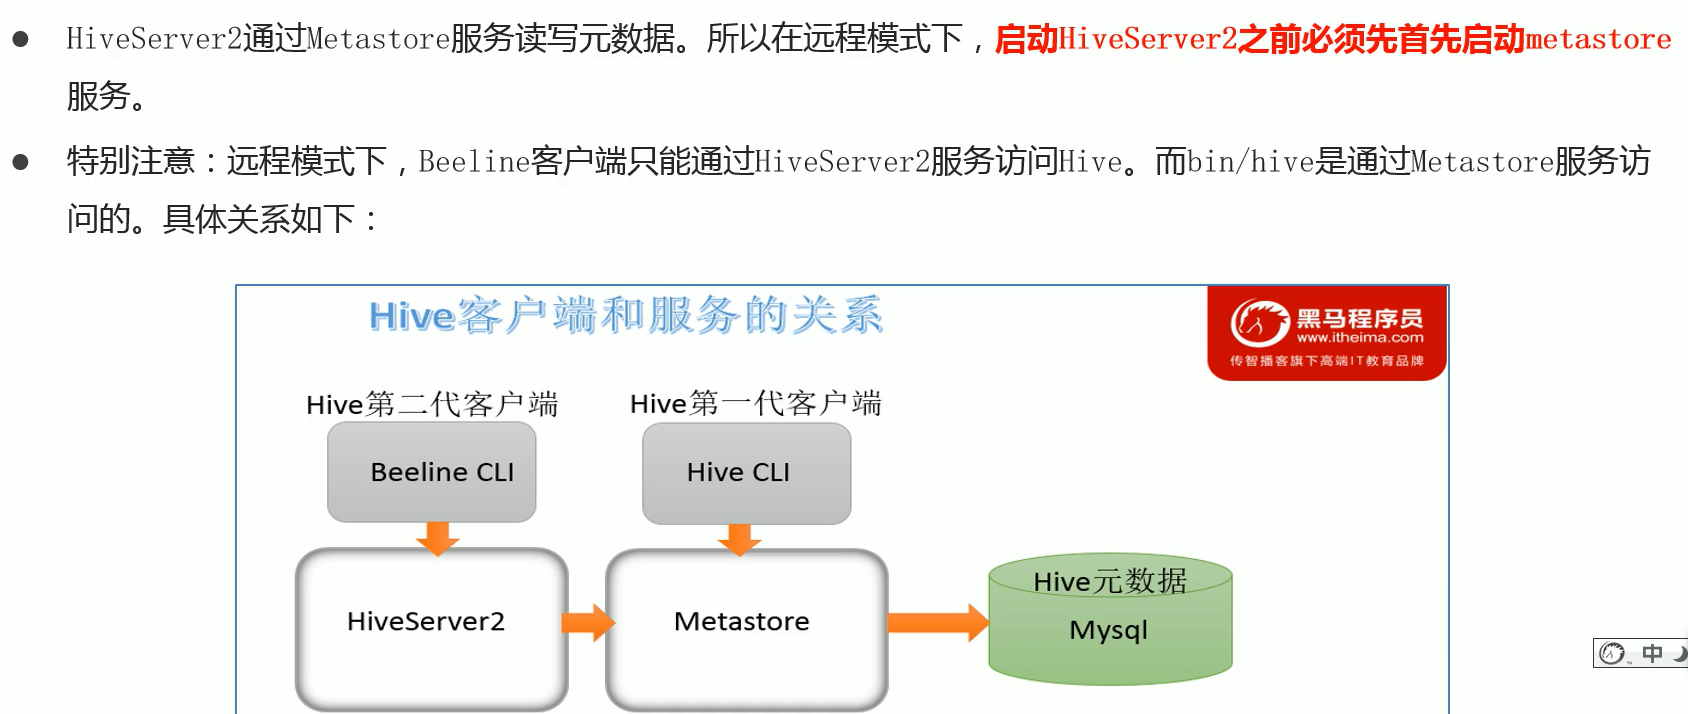 HiveServer2通过Metastore服务读写元数据。所以在远程模式下，启动HiveServer2之前必须先首先启动metastore
服务。
特别注意：远程模式下，Beeline客户端只能通过HiveServer2服务访问Hive。而bin/hive是通过Metastore服务访
问的。具体关系如下：
Hive客户端和服务的关系
黑马程序员
www.itheima.com
传智播客旗下高端IT教育品牌
Hive第二代客户端
Hive第一代客户端
Beeline CLI
Hive CLI
HiveServer2
Metastore
Hive元数据
Mysql
中